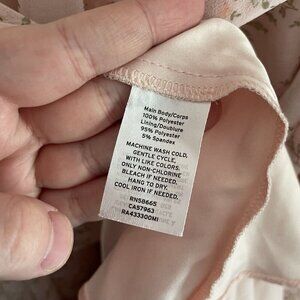 Main Body/Corps
100% Polyester
Lining/Doublure
95% Polyester
5% Spandex
MACHINE WASH COLD,
GENTLE CYCLE,
WITH LIKE COLORS.
ONLY NON-CHLORINE
BLEACH IF NEEDED.
HANG TO DRY.
COOL IRON IF NEEDED.
RN58665
CA57963
RA433300MI